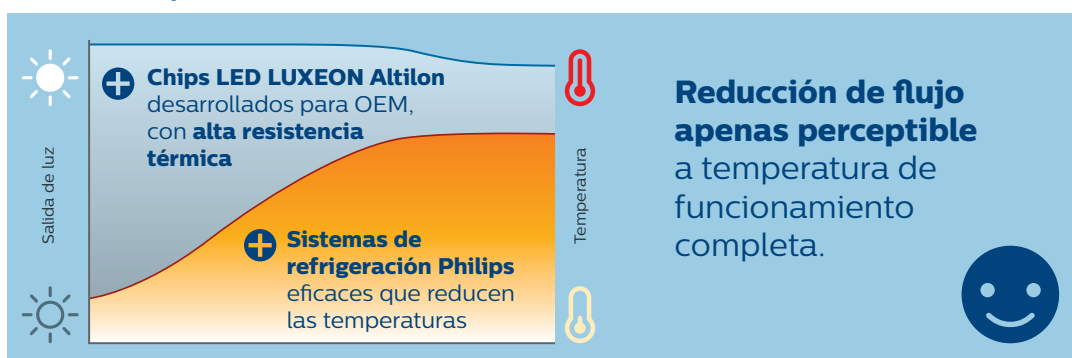 Salida de luz
Chips LED LUXEON Altilon
desarrollados para OEM,
con alta resistencia
térmica
Sistemas de
refrigeración Philips
eficaces que reducen
las temperaturas
Temperatura
Reducción de flujo
apenas perceptible
a temperatura de
funcionamiento
completa.